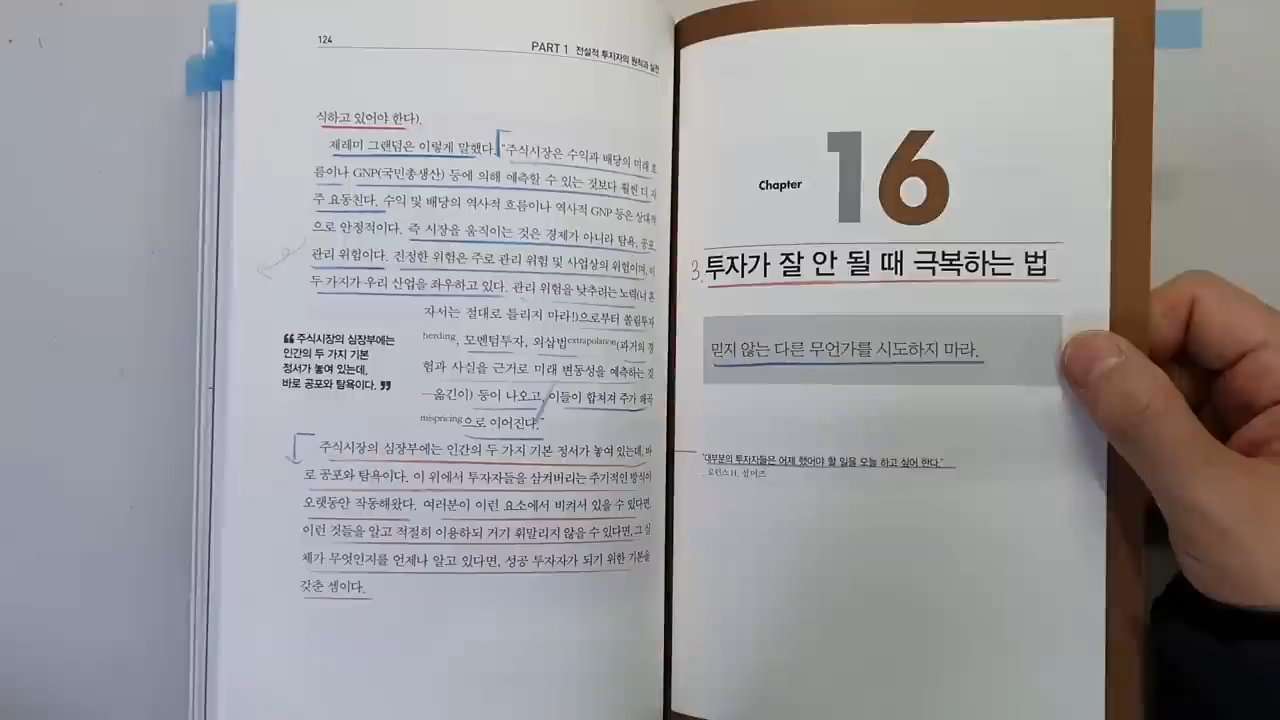 124
PART 1 전설적 투자자의 원칙과 실전
식하고 있어야 한다).
제레미 그랜덤은 이렇게 말했다. "주식시장은 수익과 배당의 미래 흐
름이나 GNP(국민총생산) 등에 의해 예측할 수 있는 것보다 훨씬 더 자
주 요동친다. 수익 및 배당의 역사적 흐름이나 역사적 GNP 등은 상대적
으로 안정적이다. 즉 시장을 움직이는 것은 경제가 아니라 탐욕, 공포,
관리 위험이다. 진정한 위험은 주로 관리 위험 및 사업상의 위험이며, 이
두 가지가 우리 산업을 좌우하고 있다. 관리 위험을 낮추려는 노력(너 혼
자서는 절대로 틀리지 마라!)으로부터 쏠림투자
herding, 모멘텀투자, 외삽법extrapolation(과거의 경
험과 사실을 근거로 미래 변동성을 예측하는 것
—옮긴이) 등이 나오고, 이들이 합쳐져 주가 왜곡
mispricing으로 이어진다."
❝ 주식시장의 심장부에는
인간의 두 가지 기본
정서가 놓여 있는데,
바로 공포와 탐욕이다. ❞
주식시장의 심장부에는 인간의 두 가지 기본 정서가 놓여 있는데, 바
로 공포와 탐욕이다. 이 위에서 투자자들을 삼켜버리는 주기적인 방식이
오랫동안 작동해왔다. 여러분이 이런 요소에서 비켜서 있을 수 있다면,
이런 것들을 알고 적절히 이용하되 거기 휘말리지 않을 수 있다면, 그 실
체가 무엇인지를 언제나 알고 있다면, 성공 투자자가 되기 위한 기본을
갖춘 셈이다.
Chapter 16
3. 투자가 잘 안 될 때 극복하는 법
믿지 않는 다른 무언가를 시도하지 마라.
"대부분의 투자자들은 어제 했어야 할 일을 오늘 하고 싶어 한다."
_ 로런스 H. 섬머즈